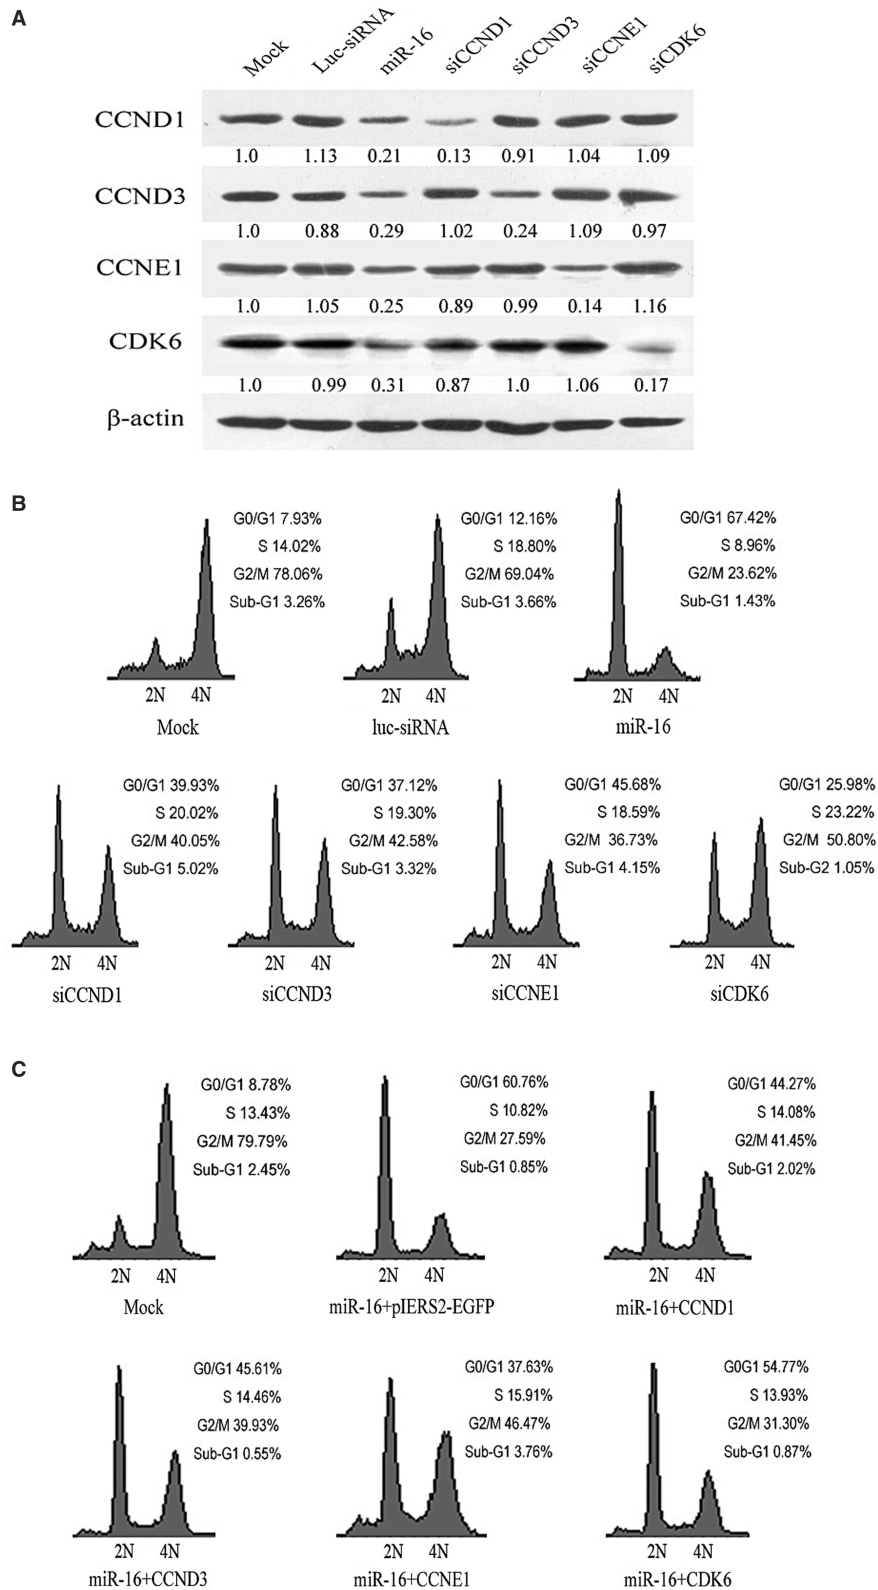 A
Mock Luc-siRNA miR-16 siCCND1 siCCND3 siCCNE1 siCDK6
CCND1
1.0 1.13 0.21 0.13 0.91 1.04 1.09
CCND3
1.0 0.88 0.29 1.02 0.24 1.09 0.97
CCNE1
1.0 1.05 0.25 0.89 0.99 0.14 1.16
CDK6
1.0 0.99 0.31 0.87 1.0 1.06 0.17
β-actin
B
G0/G1 7.93%
S 14.02%
G2/M 78.06%
Sub-G1 3.26%
2N 4N
Mock
G0/G1 12.16%
S 18.80%
G2/M 69.04%
Sub-G1 3.66%
2N 4N
luc-siRNA
G0/G1 67.42%
S 8.96%
G2/M 23.62%
Sub-G1 1.43%
2N 4N
miR-16
G0/G1 39.93%
S 20.02%
G2/M 40.05%
Sub-G1 5.02%
2N 4N
siCCND1
G0/G1 37.12%
S 19.30%
G2/M 42.58%
Sub-G1 3.32%
2N 4N
siCCND3
G0/G1 45.68%
S 18.59%
G2/M 36.73%
Sub-G1 4.15%
2N 4N
siCCNE1
G0/G1 25.98%
S 23.22%
G2/M 50.80%
Sub-G2 1.05%
2N 4N
siCDK6
C
G0/G1 8.78%
S 13.43%
G2/M 79.79%
Sub-G1 2.45%
2N 4N
Mock
G0/G1 60.76%
S 10.82%
G2/M 27.59%
Sub-G1 0.85%
2N 4N
miR-16+pIERS2-EGFP
G0/G1 44.27%
S 14.08%
G2/M 41.45%
Sub-G1 2.02%
2N 4N
miR-16+CCND1
G0/G1 45.61%
S 14.46%
G2/M 39.93%
Sub-G1 0.55%
2N 4N
miR-16+CCND3
G0/G1 37.63%
S 15.91%
G2/M 46.47%
Sub-G1 3.76%
2N 4N
miR-16+CCNE1
G0G1 54.77%
S 13.93%
G2/M 31.30%
Sub-G1 0.87%
2N 4N
miR-16+CDK6